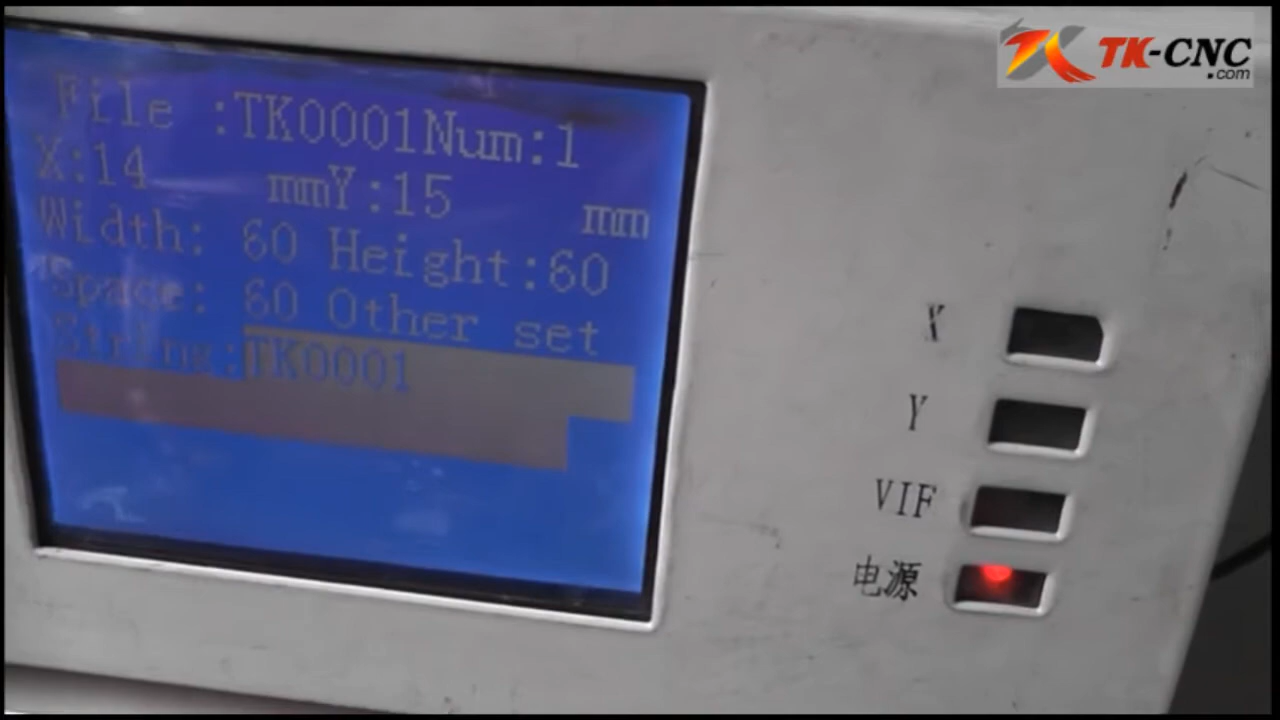 TK-CNC
.com
File :TK0001Num:1
X:14 mmY:15 mm
Width: 60 Height:60
Space: 60 Other set
String:TK0001
X
Y
VIF
电源